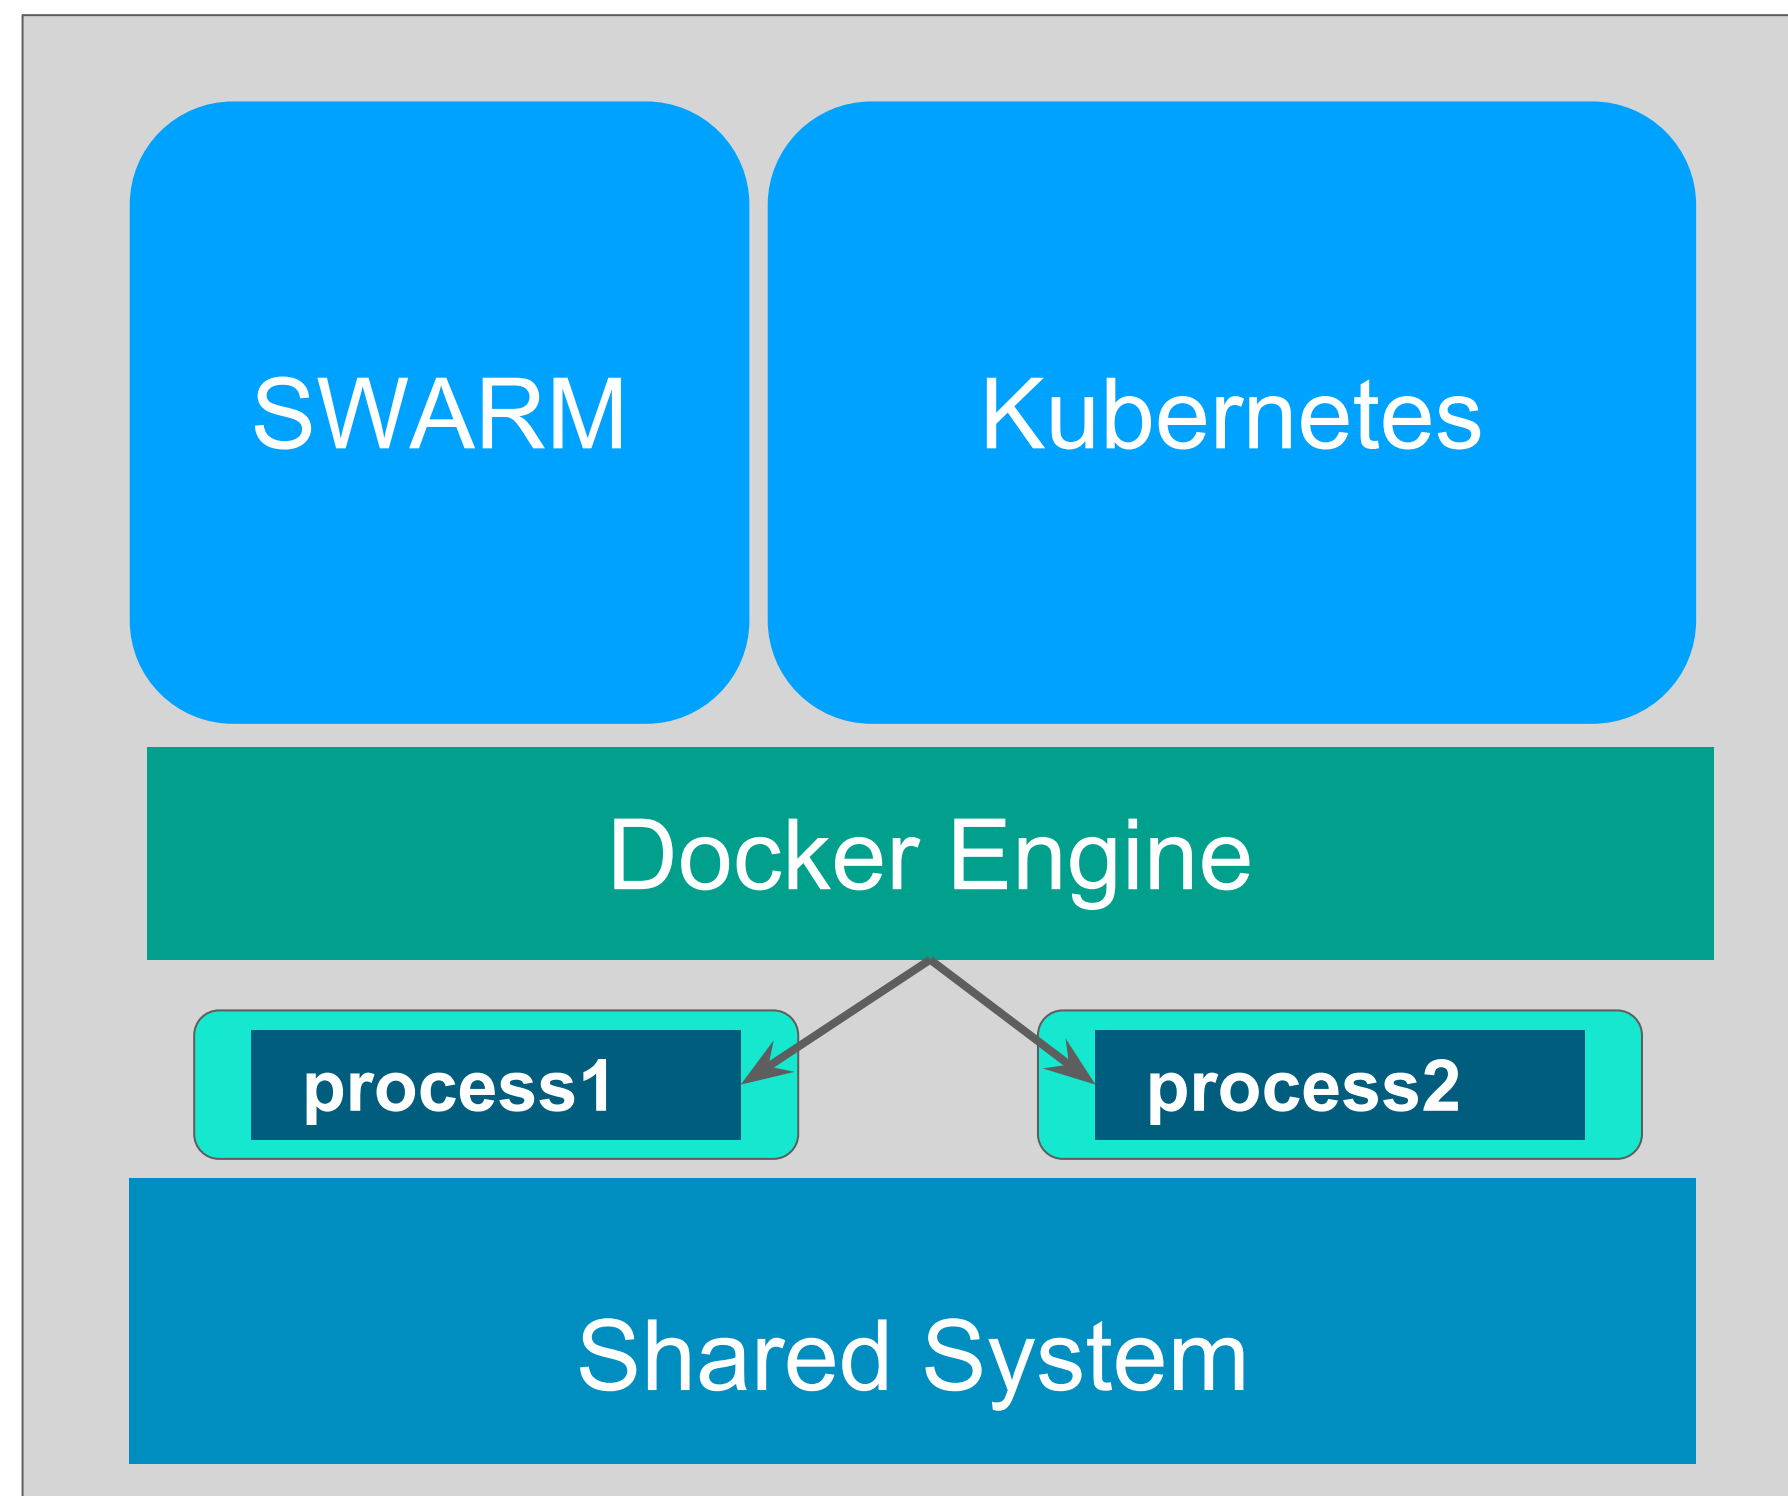 SWARM
Kubernetes
Docker Engine
process1
process2
Shared System